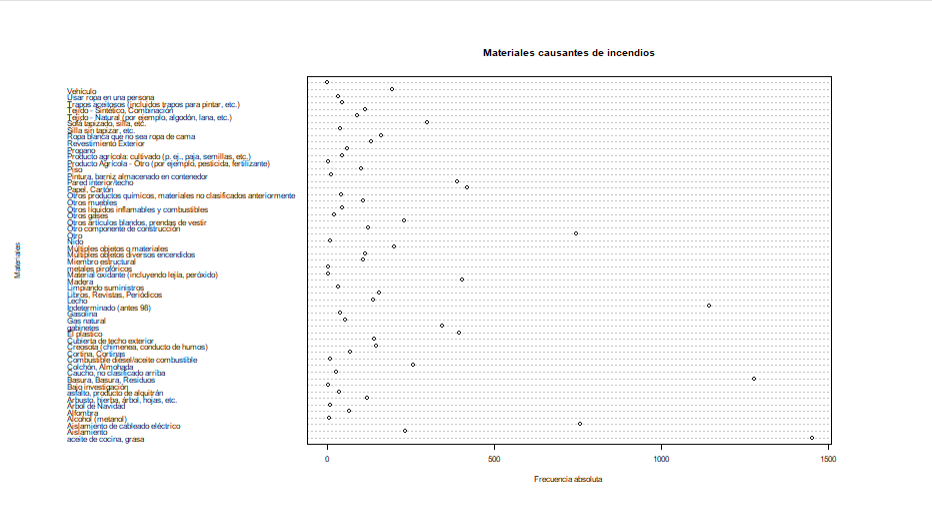 Materiales causantes de incendios
Vehículo
Usar ropa en una persona
Trapos aceitosos (incluidos trapos para pintar, etc.)
Tejido - Sintético, Combinación
Tejido - Natural (por ejemplo, algodón, lana, etc.)
Sofá tapizado, silla, etc.
Silla sin tapizar, etc.
Ropa blanca que no sea ropa de cama
Revestimiento Exterior
Propano
Producto agrícola: cultivado (p. ej., paja, semillas, etc.)
Producto Agrícola - Otro (por ejemplo, pesticida, fertilizante)
Piso
Pintura, barniz almacenado en contenedor
Pared interior/techo
Papel, Cartón
Otros productos químicos, materiales no clasificados anteriormente
Otros muebles
Otros líquidos inflamables y combustibles
Otros gases
Otros artículos blandos, prendas de vestir
Otro componente de construcción
Otro
Nido
Múltiples objetos o materiales
Múltiples objetos diversos encendidos
Miembro estructural
metales pirofóricos
Material oxidante (incluyendo lejía, peróxido)
Madera
Limpiando suministros
Libros, Revistas, Periódicos
Lecho
Indeterminado (antes 98)
Gasolina
Gas natural
gabinetes
El plastico
Cubierta de techo exterior
Creosota (chimenea, conducto de humos)
Cortina, Cortinas
Combustible diésel/aceite combustible
Colchón, Almohada
Caucho, no clasificado arriba
Basura, Basura, Residuos
Bajo investigación
asfalto, producto de alquitrán
Arbusto, hierba, árbol, hojas, etc.
Árbol de Navidad
Alfombra
Alcohol (metanol)
Aislamiento de cableado eléctrico
Aislamiento
aceite de cocina, grasa
Materiales
0 500 1000 1500
Frecuencia absoluta